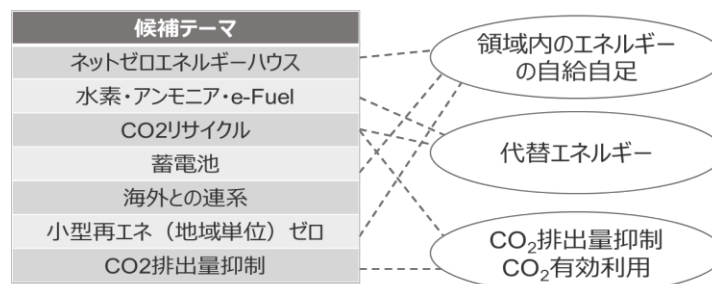 候補テーマ
ネットゼロエネルギーハウス
水素・アンモニア・e-Fuel
CO2リサイクル
蓄電池
海外との連系
小型再エネ（地域単位）ゼロ
CO2排出量抑制
領域内のエネルギー
の自給自足
代替エネルギー
CO₂排出量抑制
CO₂有効利用